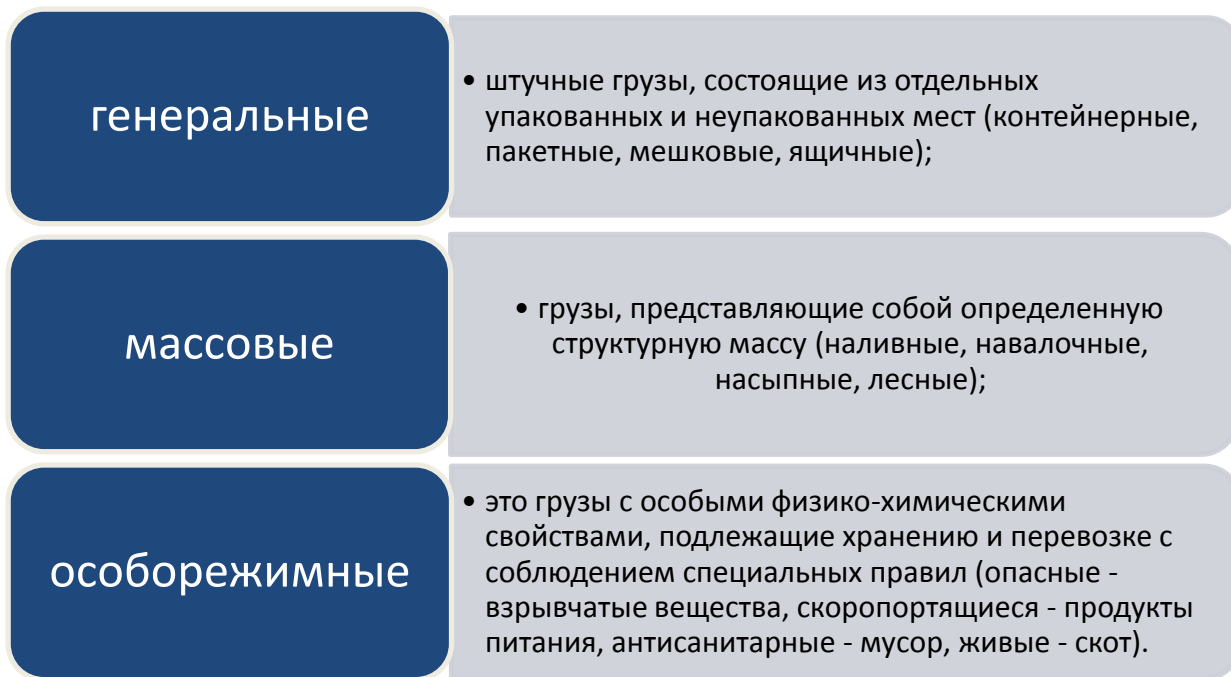 генеральные
• штучные грузы, состоящие из отдельных
упакованных и неупакованных мест (контейнерные,
пакетные, мешковые, ящичные);
массовые
• грузы, представляющие собой определенную
структурную массу (наливные, навалочные,
насыпные, лесные);
особорежимные
• это грузы с особыми физико-химическими
свойствами, подлежащие хранению и перевозке с
соблюдением специальных правил (опасные -
взрывчатые вещества, скоропортящиеся - продукты
питания, антисанитарные - мусор, живые - скот).